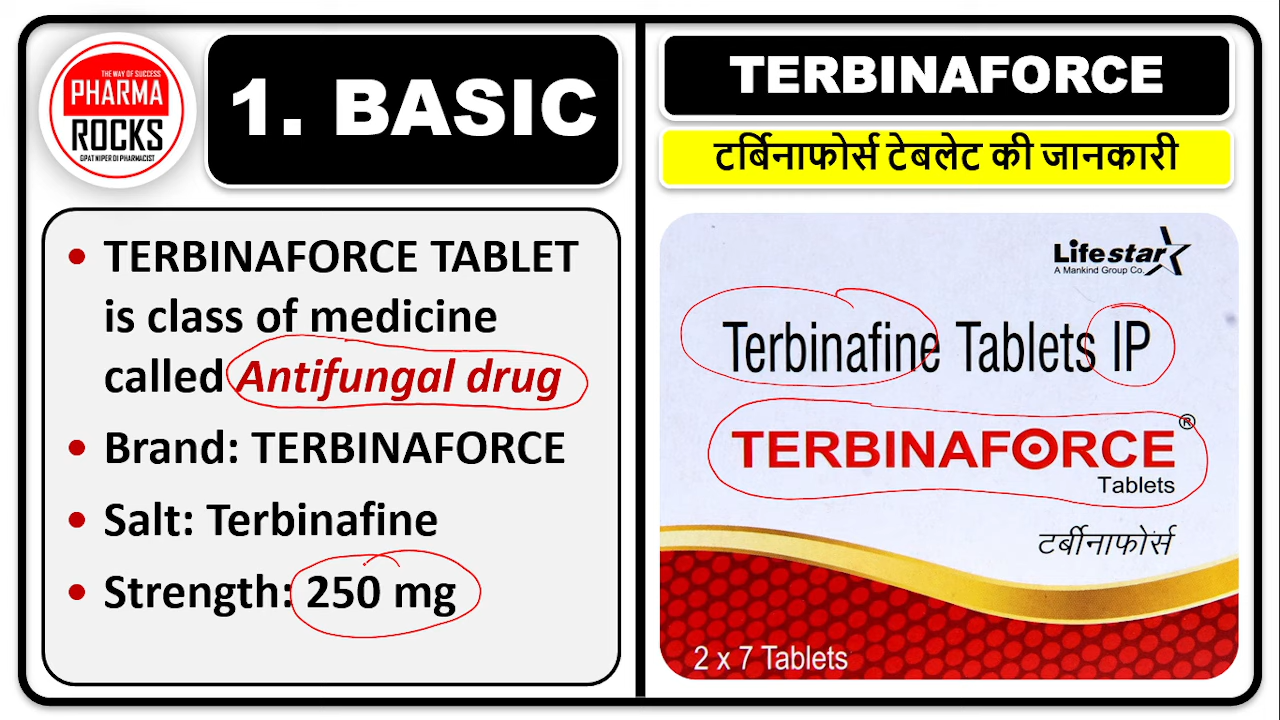 THE WAY OF SUCCESS
PHARMA
ROCKS
GPAT NIPER DI PHARMACIST
1. BASIC
• TERBINAFORCE TABLET
is class of medicine
called Antifungal drug
• Brand: TERBINAFORCE
• Salt: Terbinafine
• Strength: 250 mg
TERBINAFORCE
टर्बिनाफोर्स टेबलेट की जानकारी
Lifestar
A Mankind Group Co.
Terbinafine Tablets IP
TERBINAFORCE®
Tablets
टर्बीनाफोर्स
2 x 7 Tablets